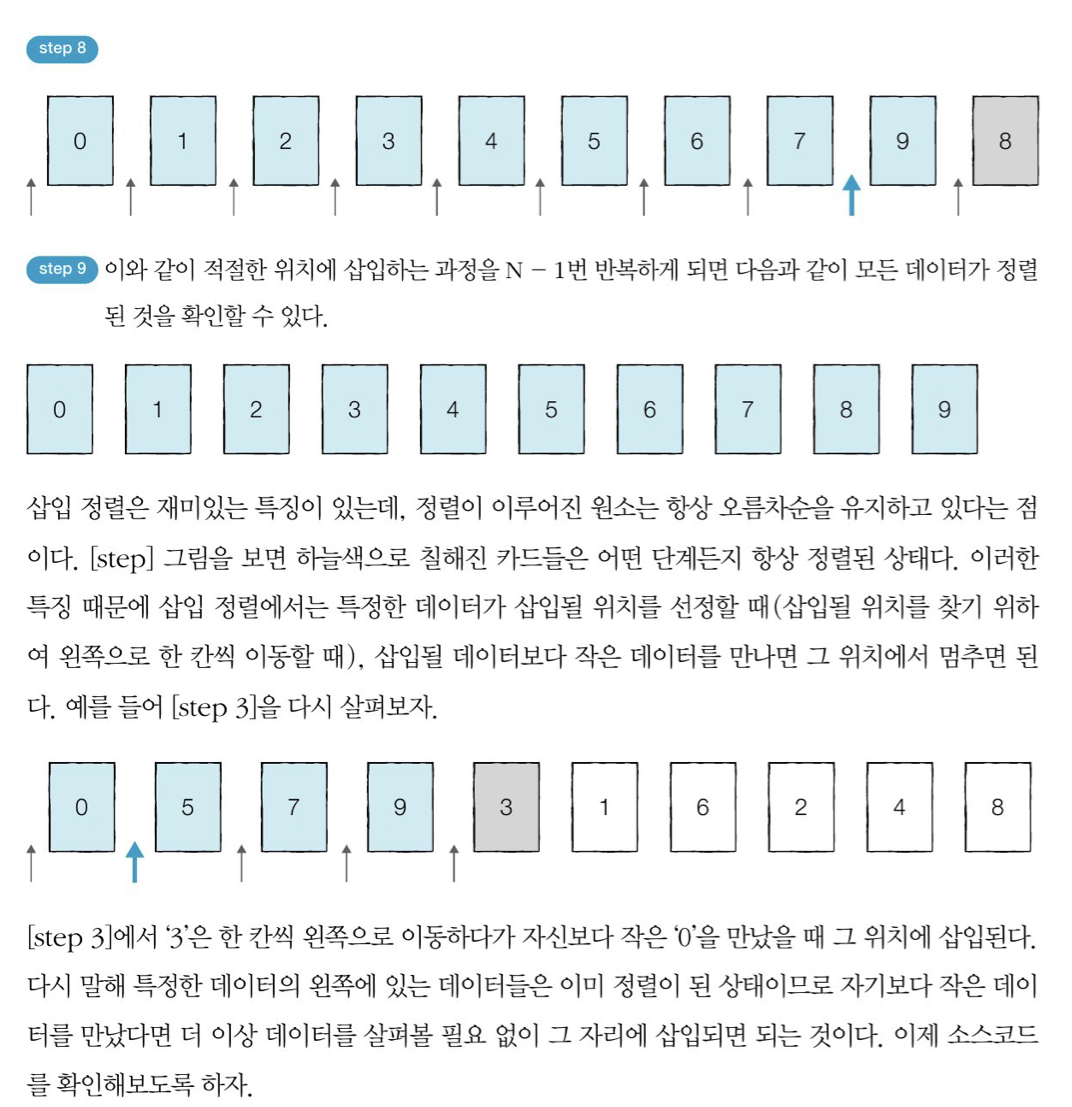 step 8
0 1 2 3 4 5 6 7 9 8
step 9 이와 같이 적절한 위치에 삽입하는 과정을 N - 1번 반복하게 되면 다음과 같이 모든 데이터가 정렬
된 것을 확인할 수 있다.
0 1 2 3 4 5 6 7 8 9
삽입 정렬은 재미있는 특징이 있는데, 정렬이 이루어진 원소는 항상 오름차순을 유지하고 있다는 점
이다. [step] 그림을 보면 하늘색으로 칠해진 카드들은 어떤 단계든지 항상 정렬된 상태다. 이러한
특징 때문에 삽입 정렬에서는 특정한 데이터가 삽입될 위치를 선정할 때(삽입될 위치를 찾기 위하
여 왼쪽으로 한 칸씩 이동할 때), 삽입될 데이터보다 작은 데이터를 만나면 그 위치에서 멈추면 된
다. 예를 들어 [step 3]을 다시 살펴보자.
0 5 7 9 3 1 6 2 4 8
[step 3]에서 ‘3’은 한 칸씩 왼쪽으로 이동하다가 자신보다 작은 ‘0’을 만났을 때 그 위치에 삽입된다.
다시 말해 특정한 데이터의 왼쪽에 있는 데이터들은 이미 정렬이 된 상태이므로 자기보다 작은 데이
터를 만났다면 더 이상 데이터를 살펴볼 필요 없이 그 자리에 삽입되면 되는 것이다. 이제 소스코드
를 확인해보도록 하자.